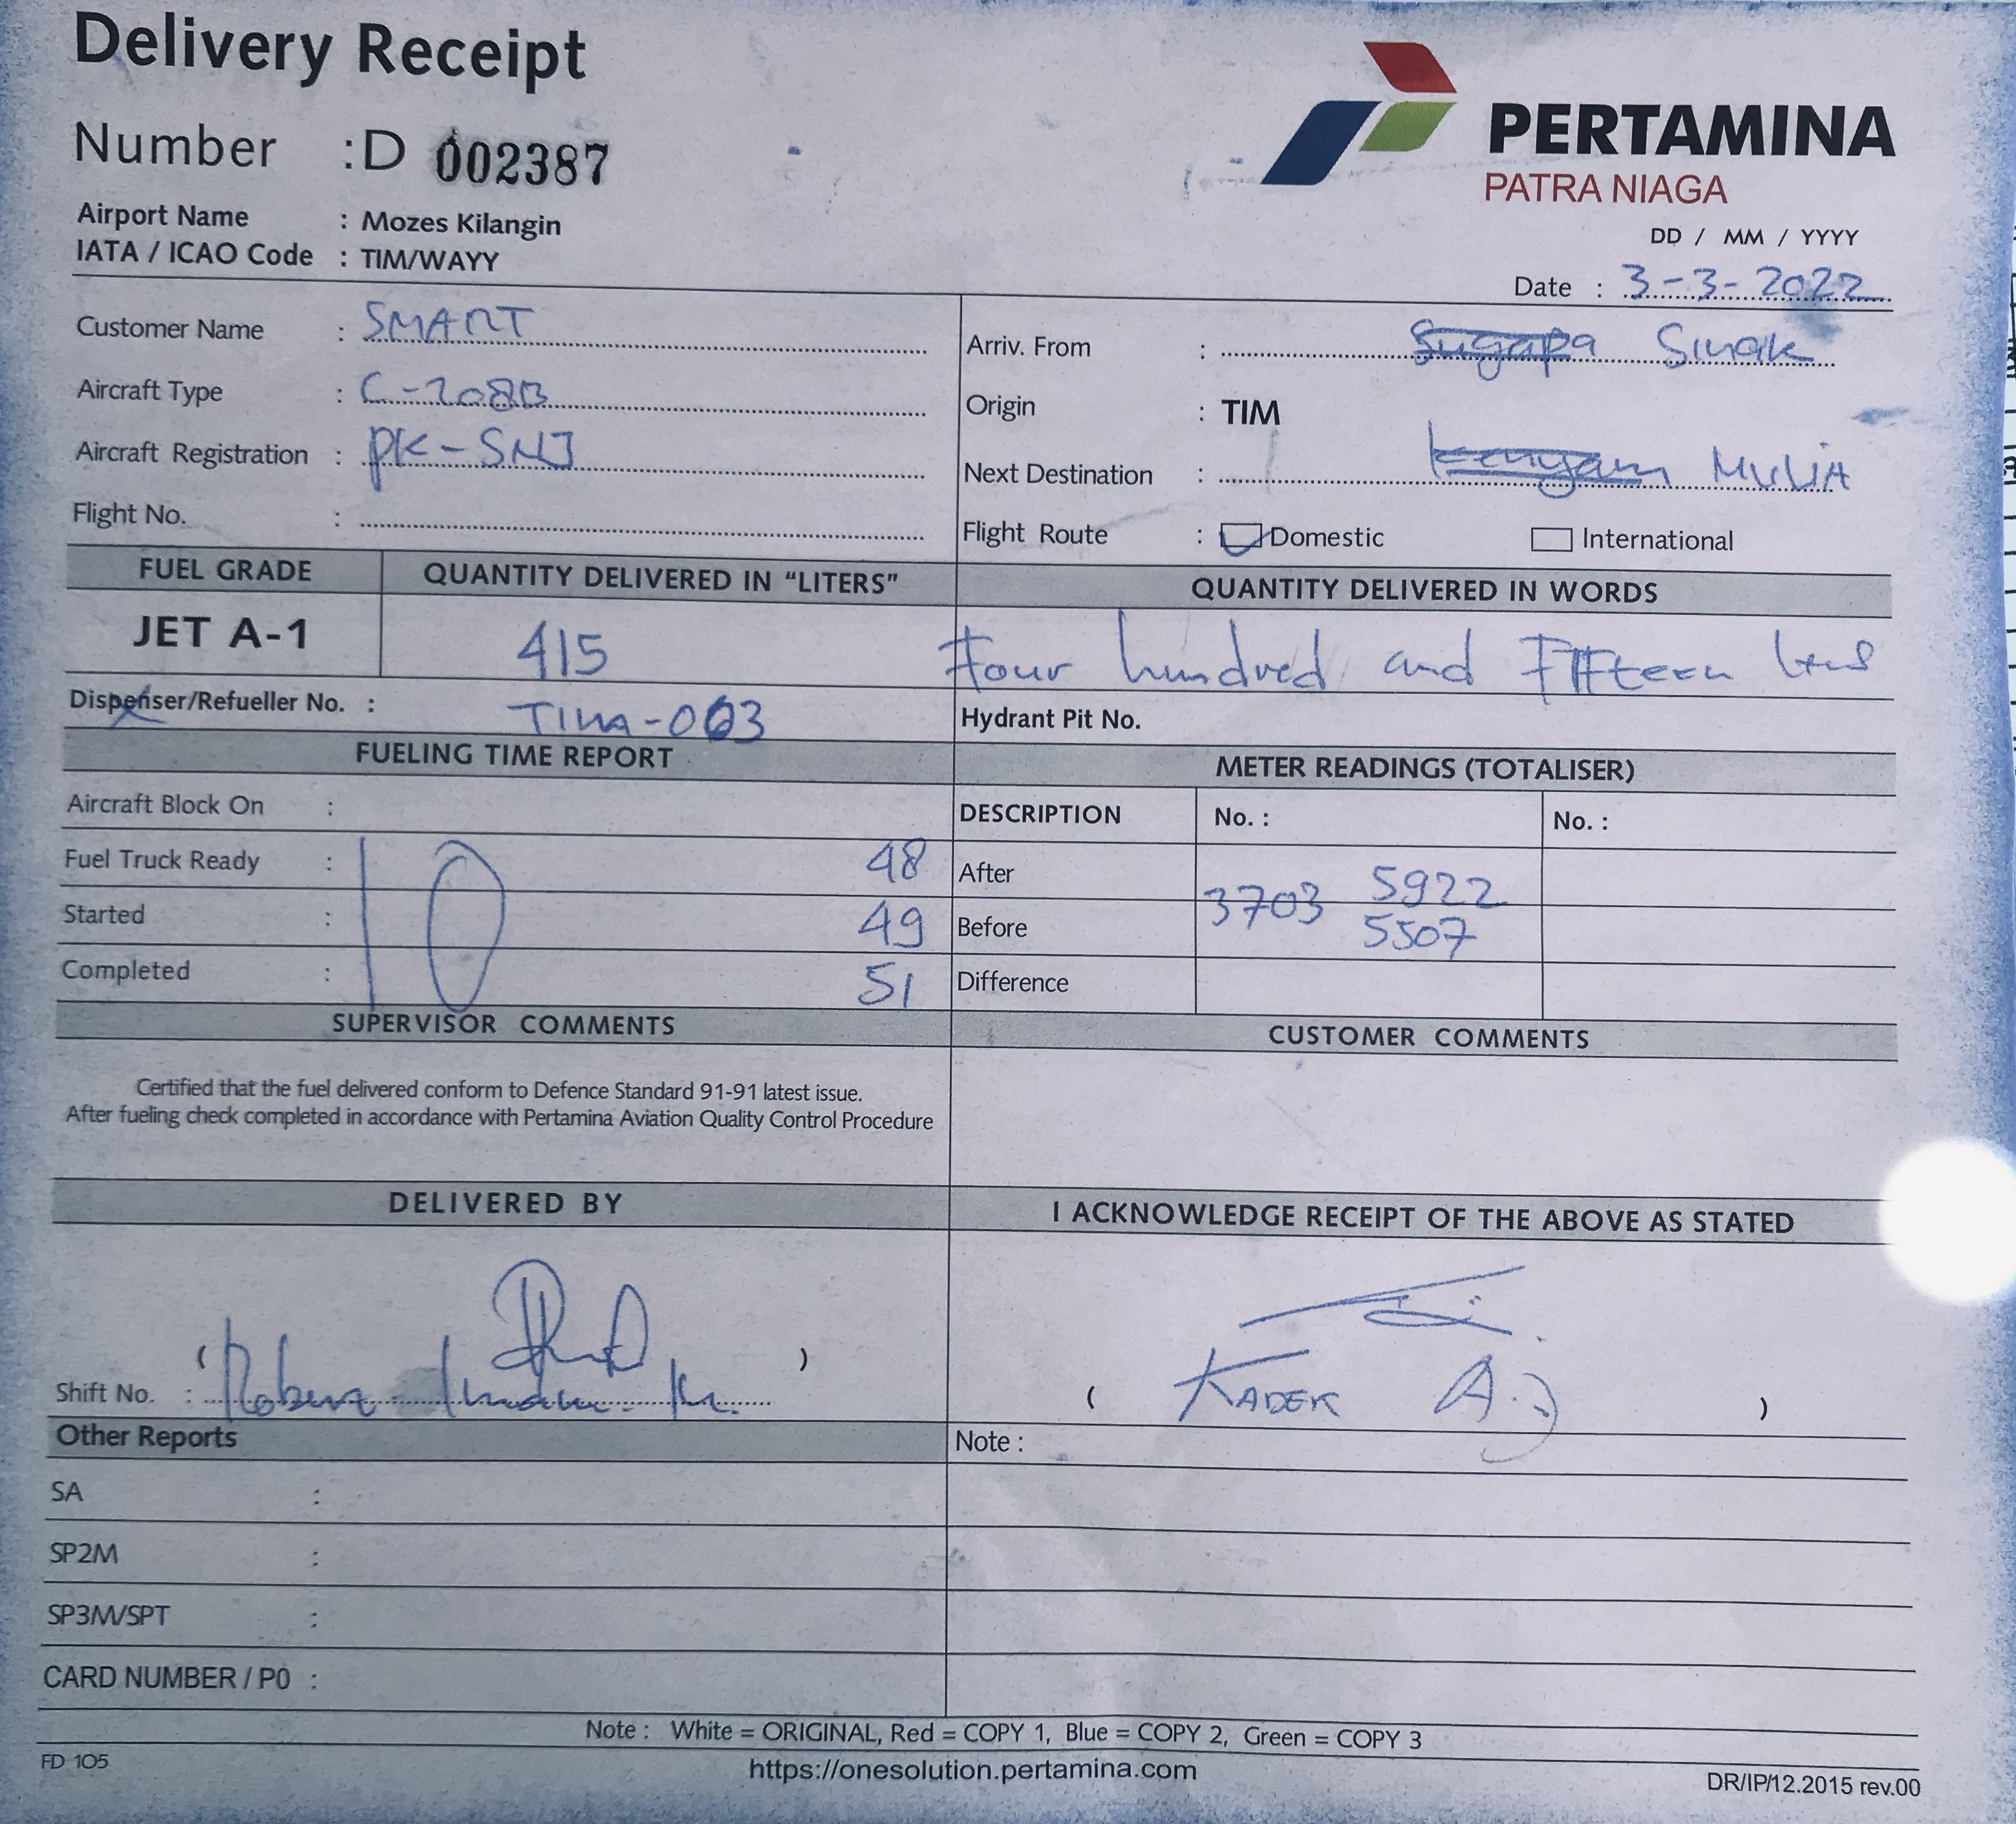 Delivery Receipt
Number : D 002387
PERTAMINA
PATRA NIAGA
Airport Name : Mozes Kilangin
IATA / ICAO Code : TIM/WAYY
DD / MM / YYYY
Date : 3-3-2022
Customer Name : SMART
Aircraft Type : C-208B
Aircraft Registration : PK-SNJ
Flight No. :
Arriv. From : Sugapa Sinak
Origin : TIM
Next Destination : Kenyam MULIA
Flight Route : Domestic International
FUEL GRADE QUANTITY DELIVERED IN "LITERS" QUANTITY DELIVERED IN WORDS
JET A-1 415 Four hundred and Fifteen
Dispenser/Refueller No. : TIMA-003 Hydrant Pit No.
FUELING TIME REPORT
Aircraft Block On :
Fuel Truck Ready : 10 48
Started : 49
Completed : 51
METER READINGS (TOTALISER)
DESCRIPTION No. : No. :
After 3703 5922
Before 5507
Difference
SUPERVISOR COMMENTS CUSTOMER COMMENTS
Certified that the fuel delivered conform to Defence Standard 91-91 latest issue.
After fueling check completed in accordance with Pertamina Aviation Quality Control Procedure
DELIVERED BY I ACKNOWLEDGE RECEIPT OF THE ABOVE AS STATED
( )
Shift No. :
( KADEK A.J )
Other Reports Note :
SA :
SP2M :
SP3M/SPT :
CARD NUMBER / P0 :
Note : White = ORIGINAL, Red = COPY 1, Blue = COPY 2, Green = COPY 3
FD 105 https://onesolution.pertamina.com DR/IP/12.2015 rev.00